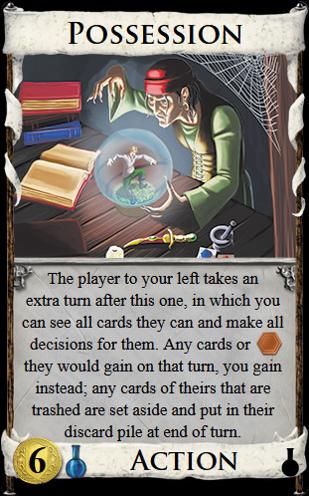 POSSESSION
The player to your left takes an
extra turn after this one, in which you
can see all cards they can and make all
decisions for them. Any cards or
they would gain on that turn, you gain
instead; any cards of theirs that are
trashed are set aside and put in their
discard pile at end of turn.
6 ACTION